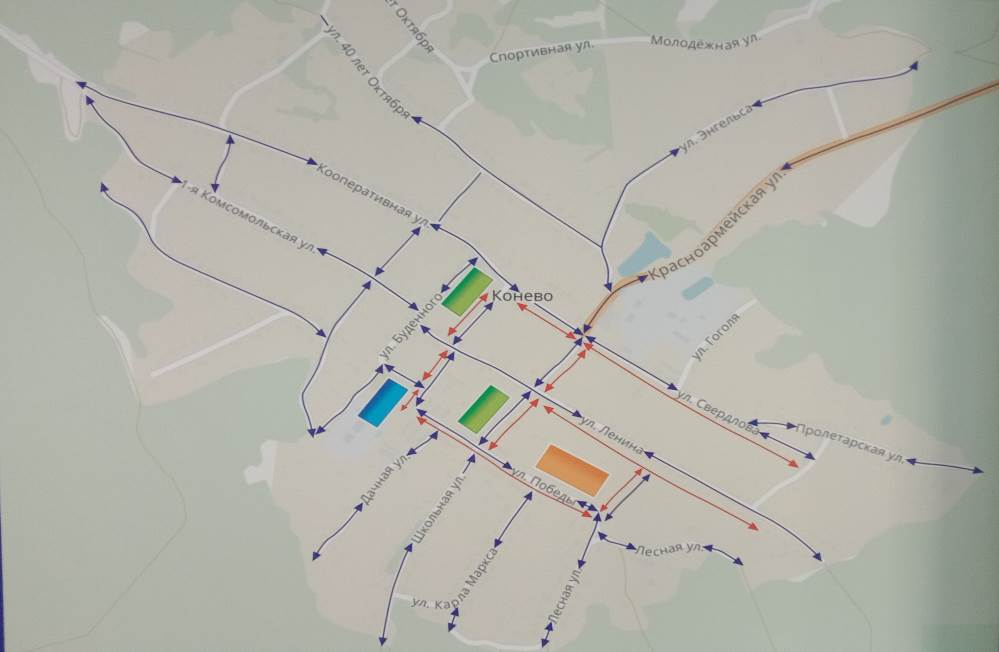 лет Октября
ул. 40 лет Октября
Спортивная ул.
Молодёжная ул.
ул. Энгельса
Кооперативная ул.
1-я Комсомольская ул.
Красноармейская ул.
Конево
ул. Буденного
ул. Гоголя
ул. Свердлова
Пролетарская ул.
ул. Ленина
ул. Победы
Дачная ул.
Школьная ул.
ул. Карла Маркса
Лесная ул.
Лесная ул.